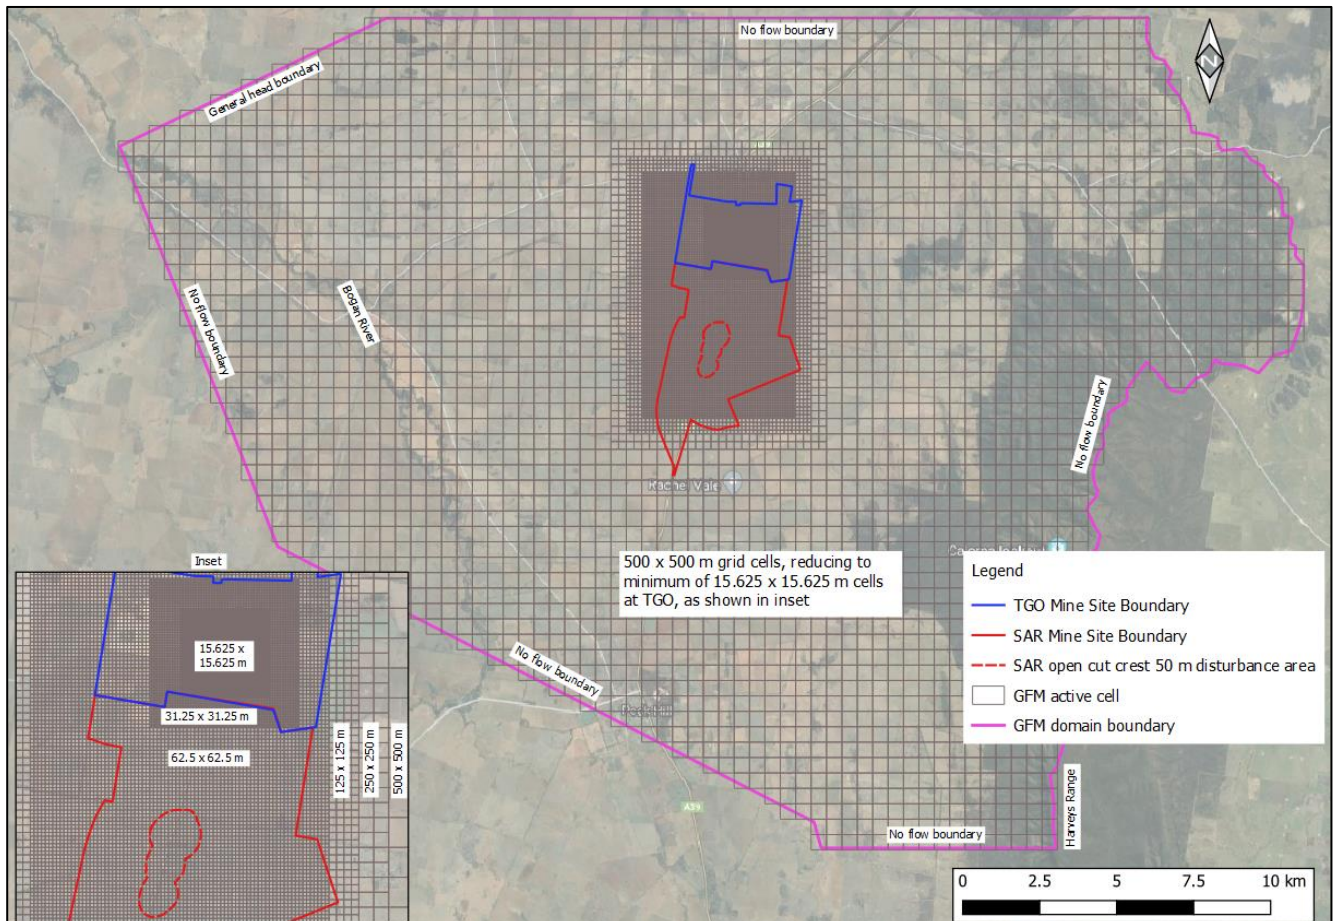 No flow boundary
N
General head boundary
No flow boundary
Bogan River
No flow boundary
Rachel Vale
Inset
500 x 500 m grid cells, reducing to
minimum of 15.625 x 15.625 m cells
at TGO, as shown in inset
Legend
TGO Mine Site Boundary
SAR Mine Site Boundary
SAR open cut crest 50 m disturbance area
GFM active cell
GFM domain boundary
15.625 x
15.625 m
31.25 x 31.25 m
62.5 x 62.5 m
125 x 125 m
250 x 250 m
500 x 500 m
No flow boundary
Peak Hill
A39
No flow boundary
Harveys Range
0 2.5 5 7.5 10 km